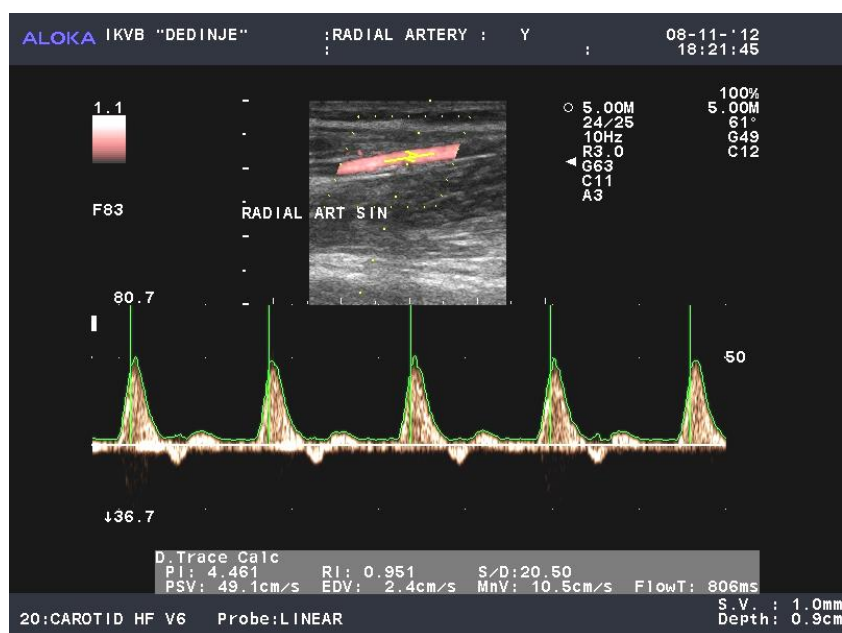 ALOKA IKVB "DEDINJE" :RADIAL ARTERY : Y 08-11-'12
: : 18:21:45
100%
1.1 5.00M 5.00M
24/25 61°
10Hz G49
R3.0 C12
G63
C11
A3
F83 RADIAL ART SIN
80.7
50
↓36.7
D.Trace Calc
PI: 4.461 RI: 0.951 S/D:20.50
PSV: 49.1cm/s EDV: 2.4cm/s MnV: 10.5cm/s FlowT: 806ms
S.V. : 1.0mm
20:CAROTID HF V6 Probe:LINEAR Depth: 0.9cm